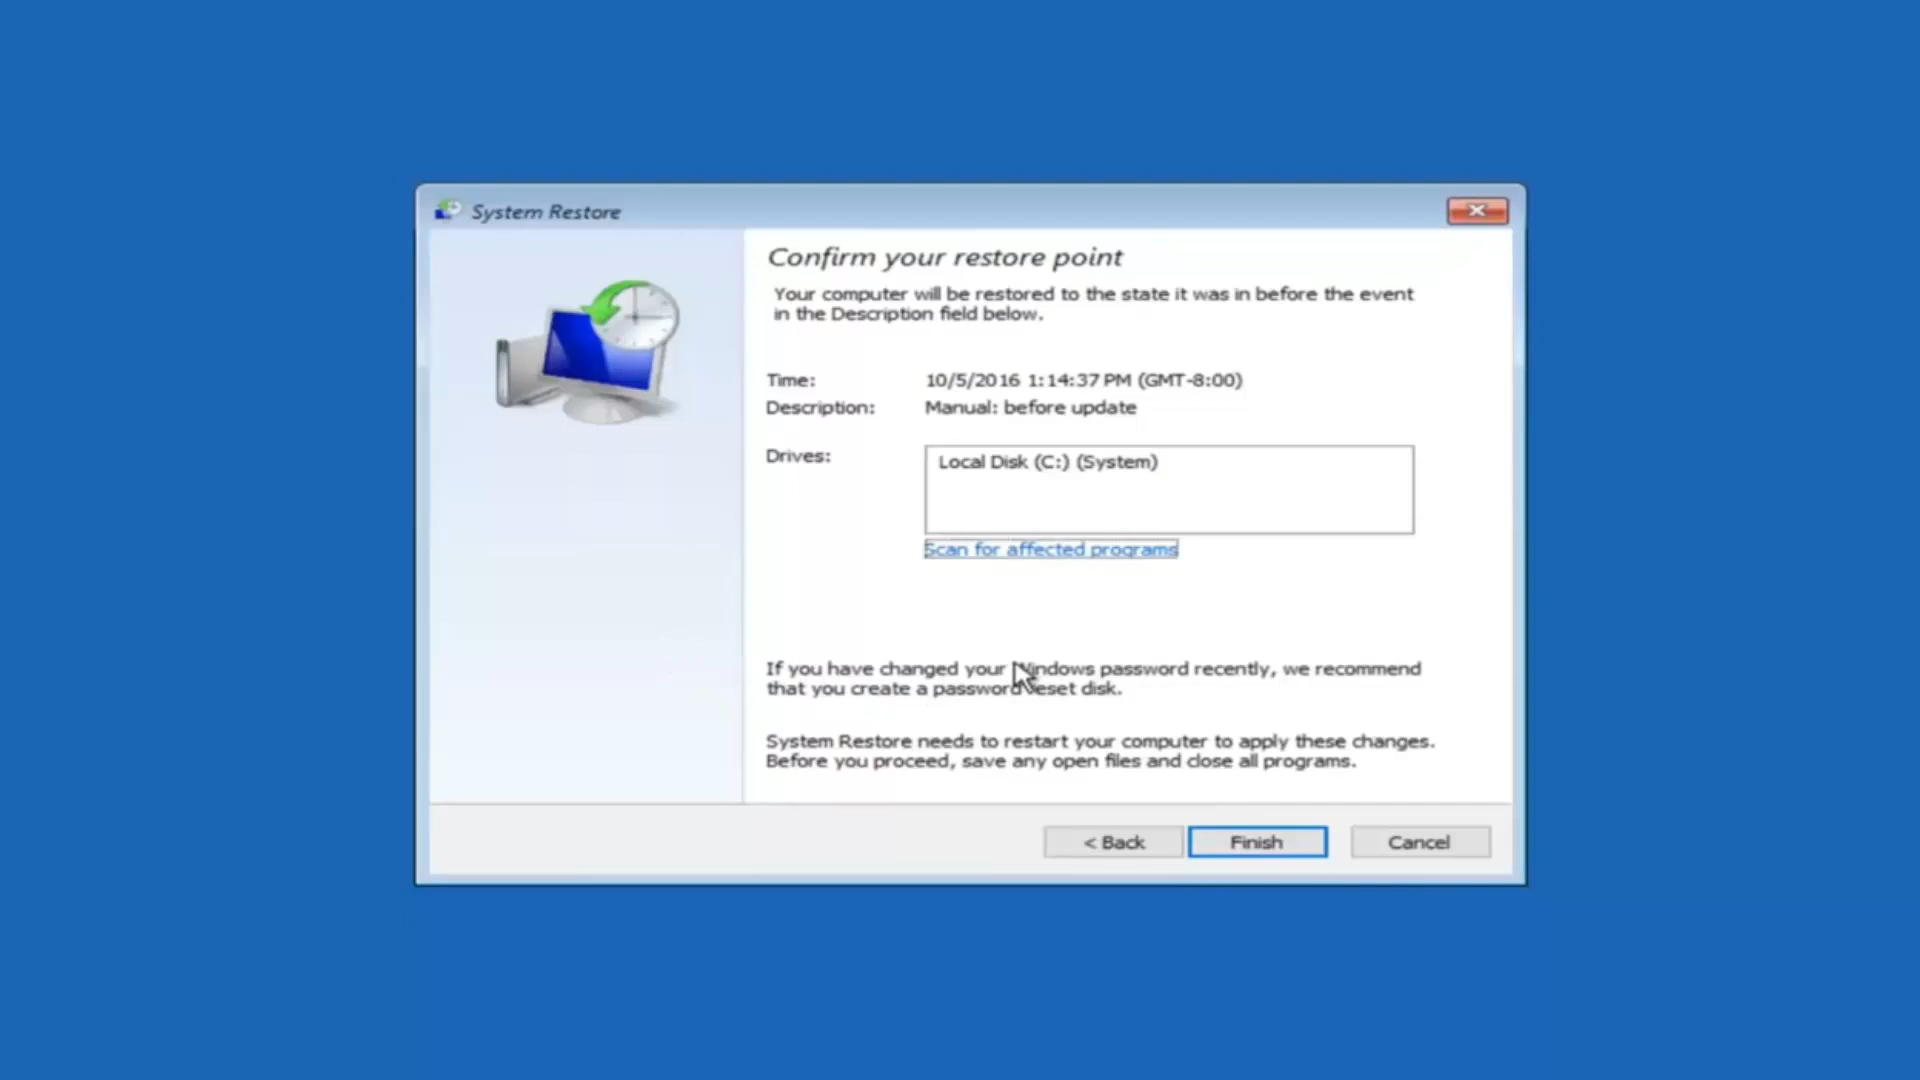 System Restore
Confirm your restore point
Your computer will be restored to the state it was in before the event
in the Description field below.
Time: 10/5/2016 1:14:37 PM (GMT-8:00)
Description: Manual: before update
Drives: Local Disk (C:) (System)
Scan for affected programs
If you have changed your Windows password recently, we recommend
that you create a password reset disk.
System Restore needs to restart your computer to apply these changes.
Before you proceed, save any open files and close all programs.
< Back Finish Cancel